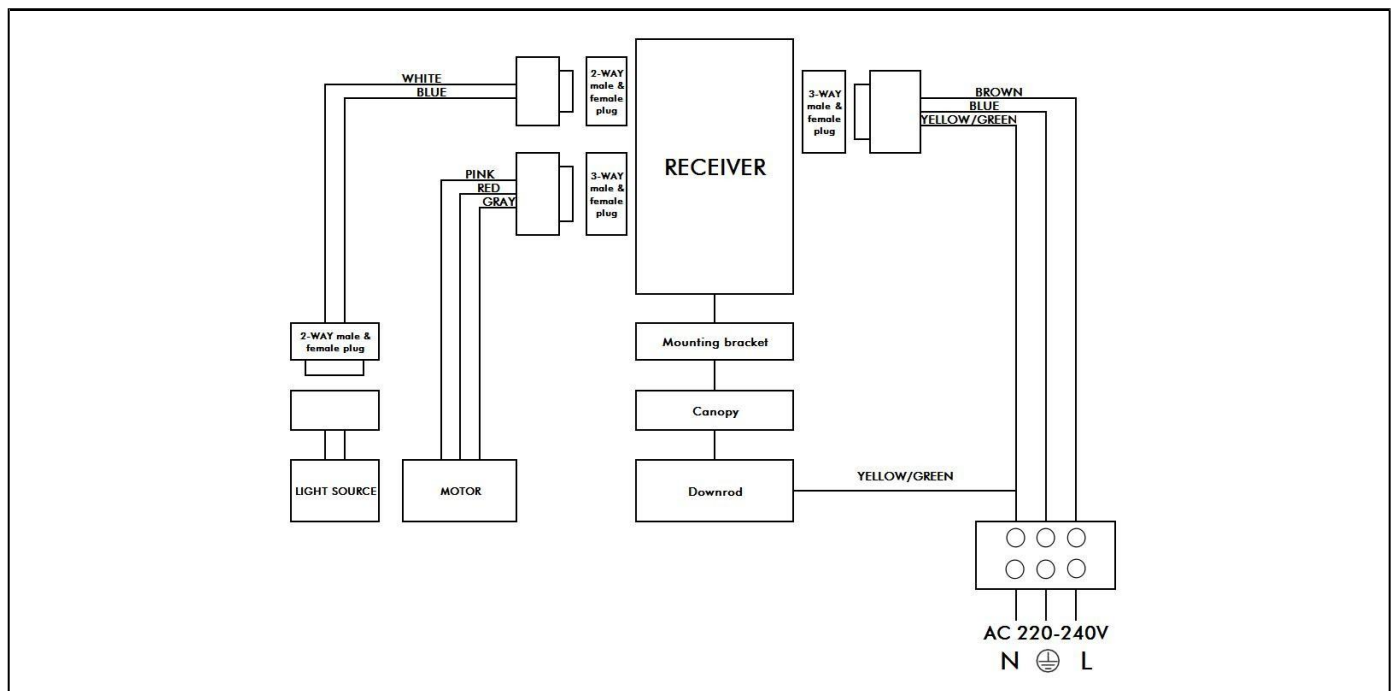 WHITE
BLUE
2-WAY
male &
female
plug
PINK
RED
GRAY
3-WAY
male &
female
plug
RECEIVER
3-WAY
male &
female
plug
BROWN
BLUE
YELLOW/GREEN
2-WAY male &
female plug
Mounting bracket
Canopy
LIGHT SOURCE
MOTOR
Downrod
YELLOW/GREEN
AC 220-240V
N L